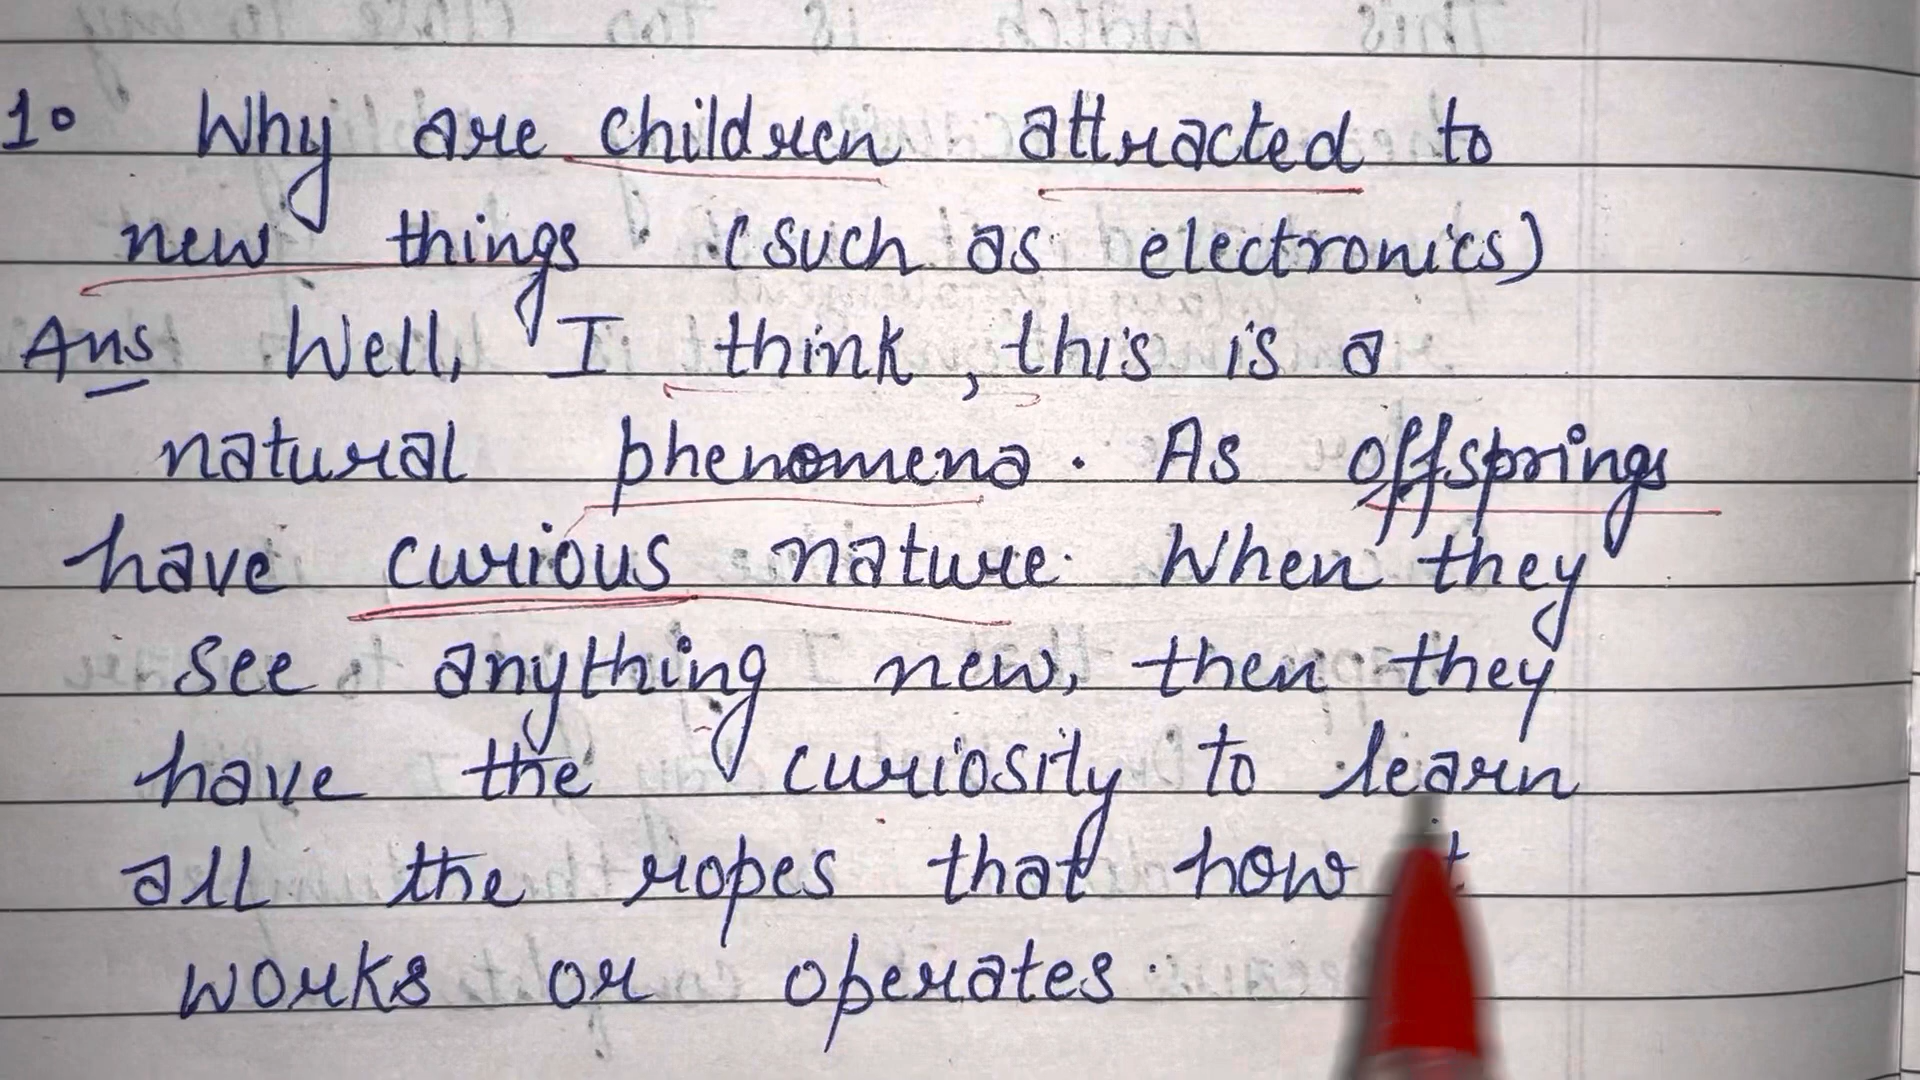 1. Why are children attracted to
new things (such as electronics)
Ans Well, I think, this is a
natural phenomena. As offsprings
have curious nature. When they
see anything new, then they
have the curiosity to learn
all the ropes that how
works or operates.